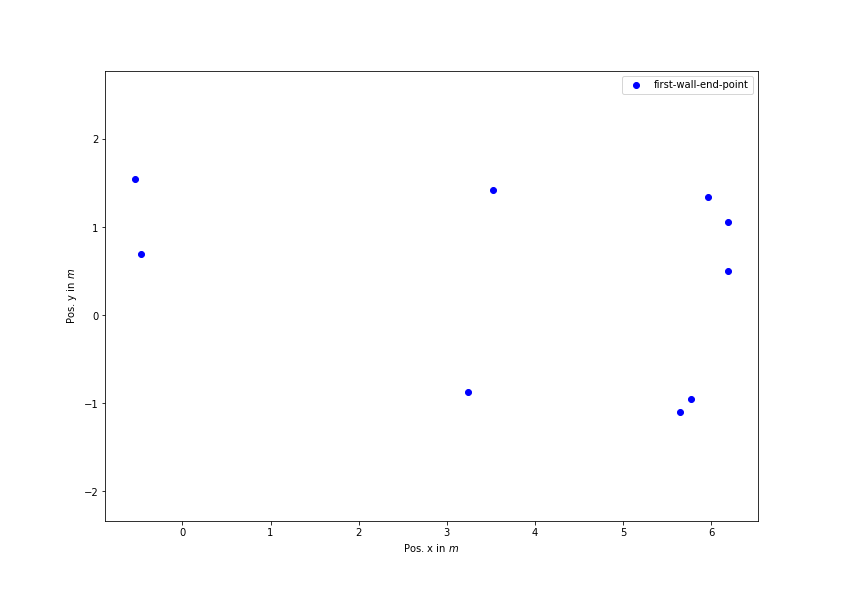 first-wall-end-point
2
1
0
−1
−2
Pos. y in m
0 1 2 3 4 5 6
Pos. x in m